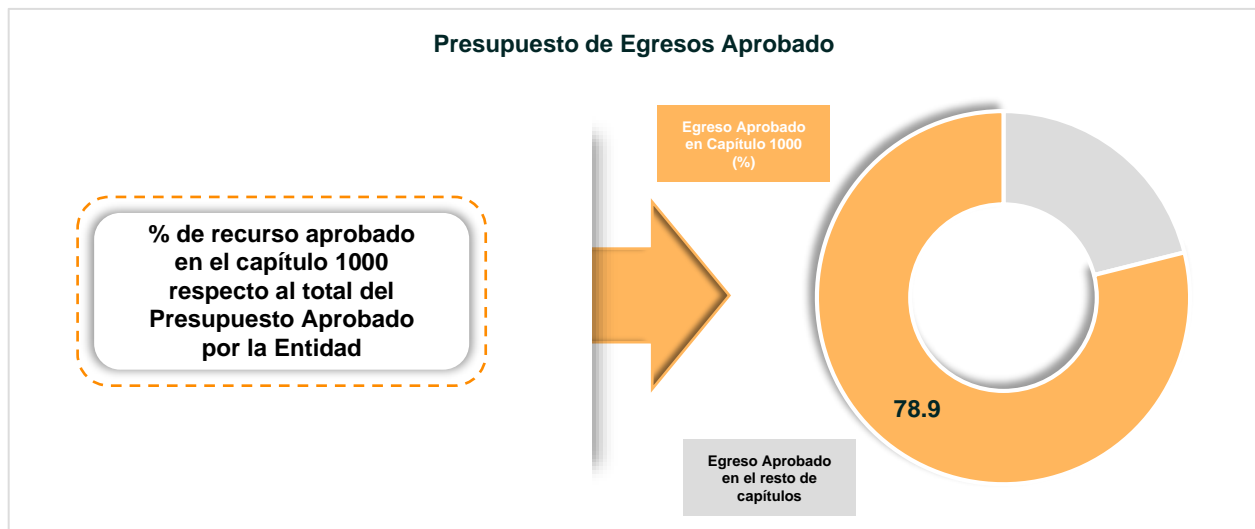 Presupuesto de Egresos Aprobado
% de recurso aprobado
en el capítulo 1000
respecto al total del
Presupuesto Aprobado
por la Entidad
Egreso Aprobado
en Capítulo 1000
(%)
78.9
Egreso Aprobado
en el resto de
capítulos